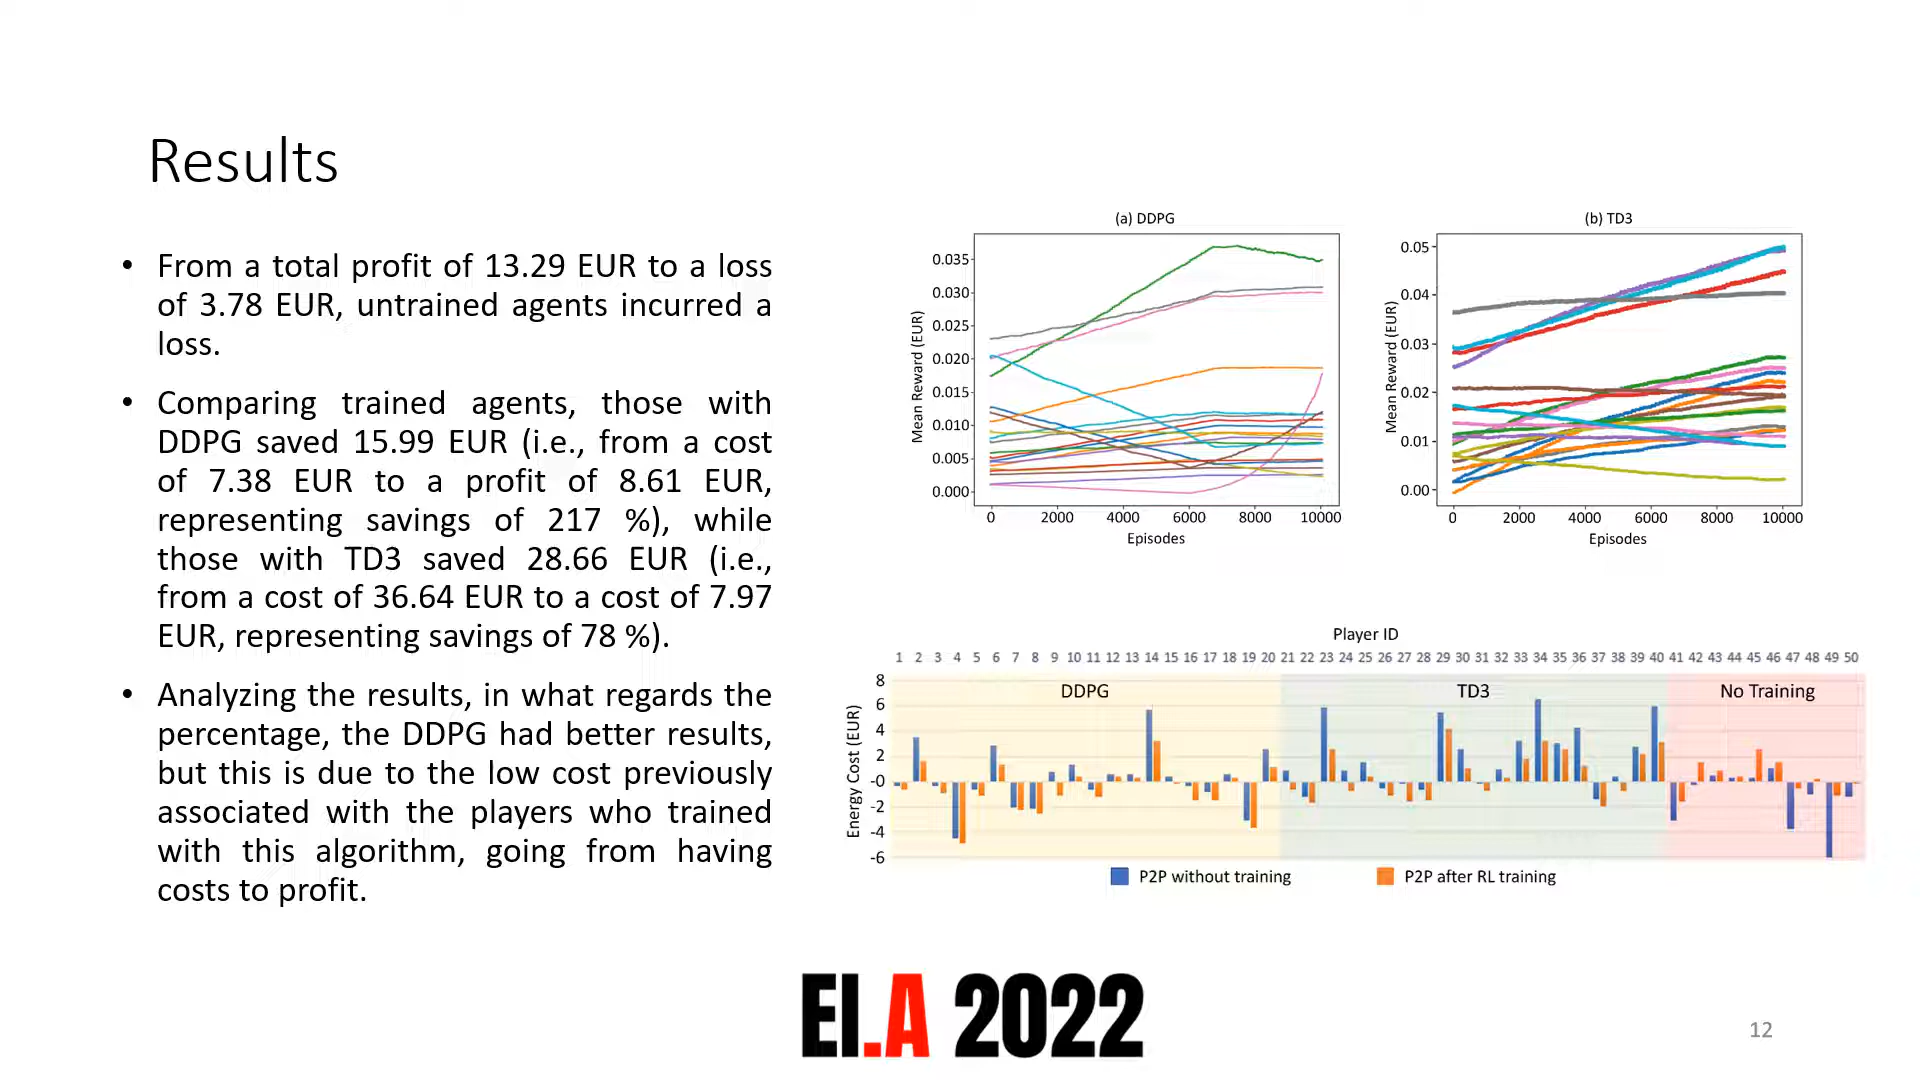 Results
• From a total profit of 13.29 EUR to a loss
of 3.78 EUR, untrained agents incurred a
loss.
• Comparing trained agents, those with
DDPG saved 15.99 EUR (i.e., from a cost
of 7.38 EUR to a profit of 8.61 EUR,
representing savings of 217 %), while
those with TD3 saved 28.66 EUR (i.e.,
from a cost of 36.64 EUR to a cost of 7.97
EUR, representing savings of 78 %).
• Analyzing the results, in what regards the
percentage, the DDPG had better results,
but this is due to the low cost previously
associated with the players who trained
with this algorithm, going from having
costs to profit.
(a) DDPG
Mean Reward (EUR)
0.035
0.030
0.025
0.020
0.015
0.010
0.005
0.000
0 2000 4000 6000 8000 10000
Episodes
(b) TD3
Mean Reward (EUR)
0.05
0.04
0.03
0.02
0.01
0.00
0 2000 4000 6000 8000 10000
Episodes
Player ID
1 2 3 4 5 6 7 8 9 10 11 12 13 14 15 16 17 18 19 20 21 22 23 24 25 26 27 28 29 30 31 32 33 34 35 36 37 38 39 40 41 42 43 44 45 46 47 48 49 50
Energy Cost (EUR)
8
6
4
2
-0
-2
-4
-6
DDPG TD3 No Training
P2P without training P2P after RL training
EI.A 2022
12